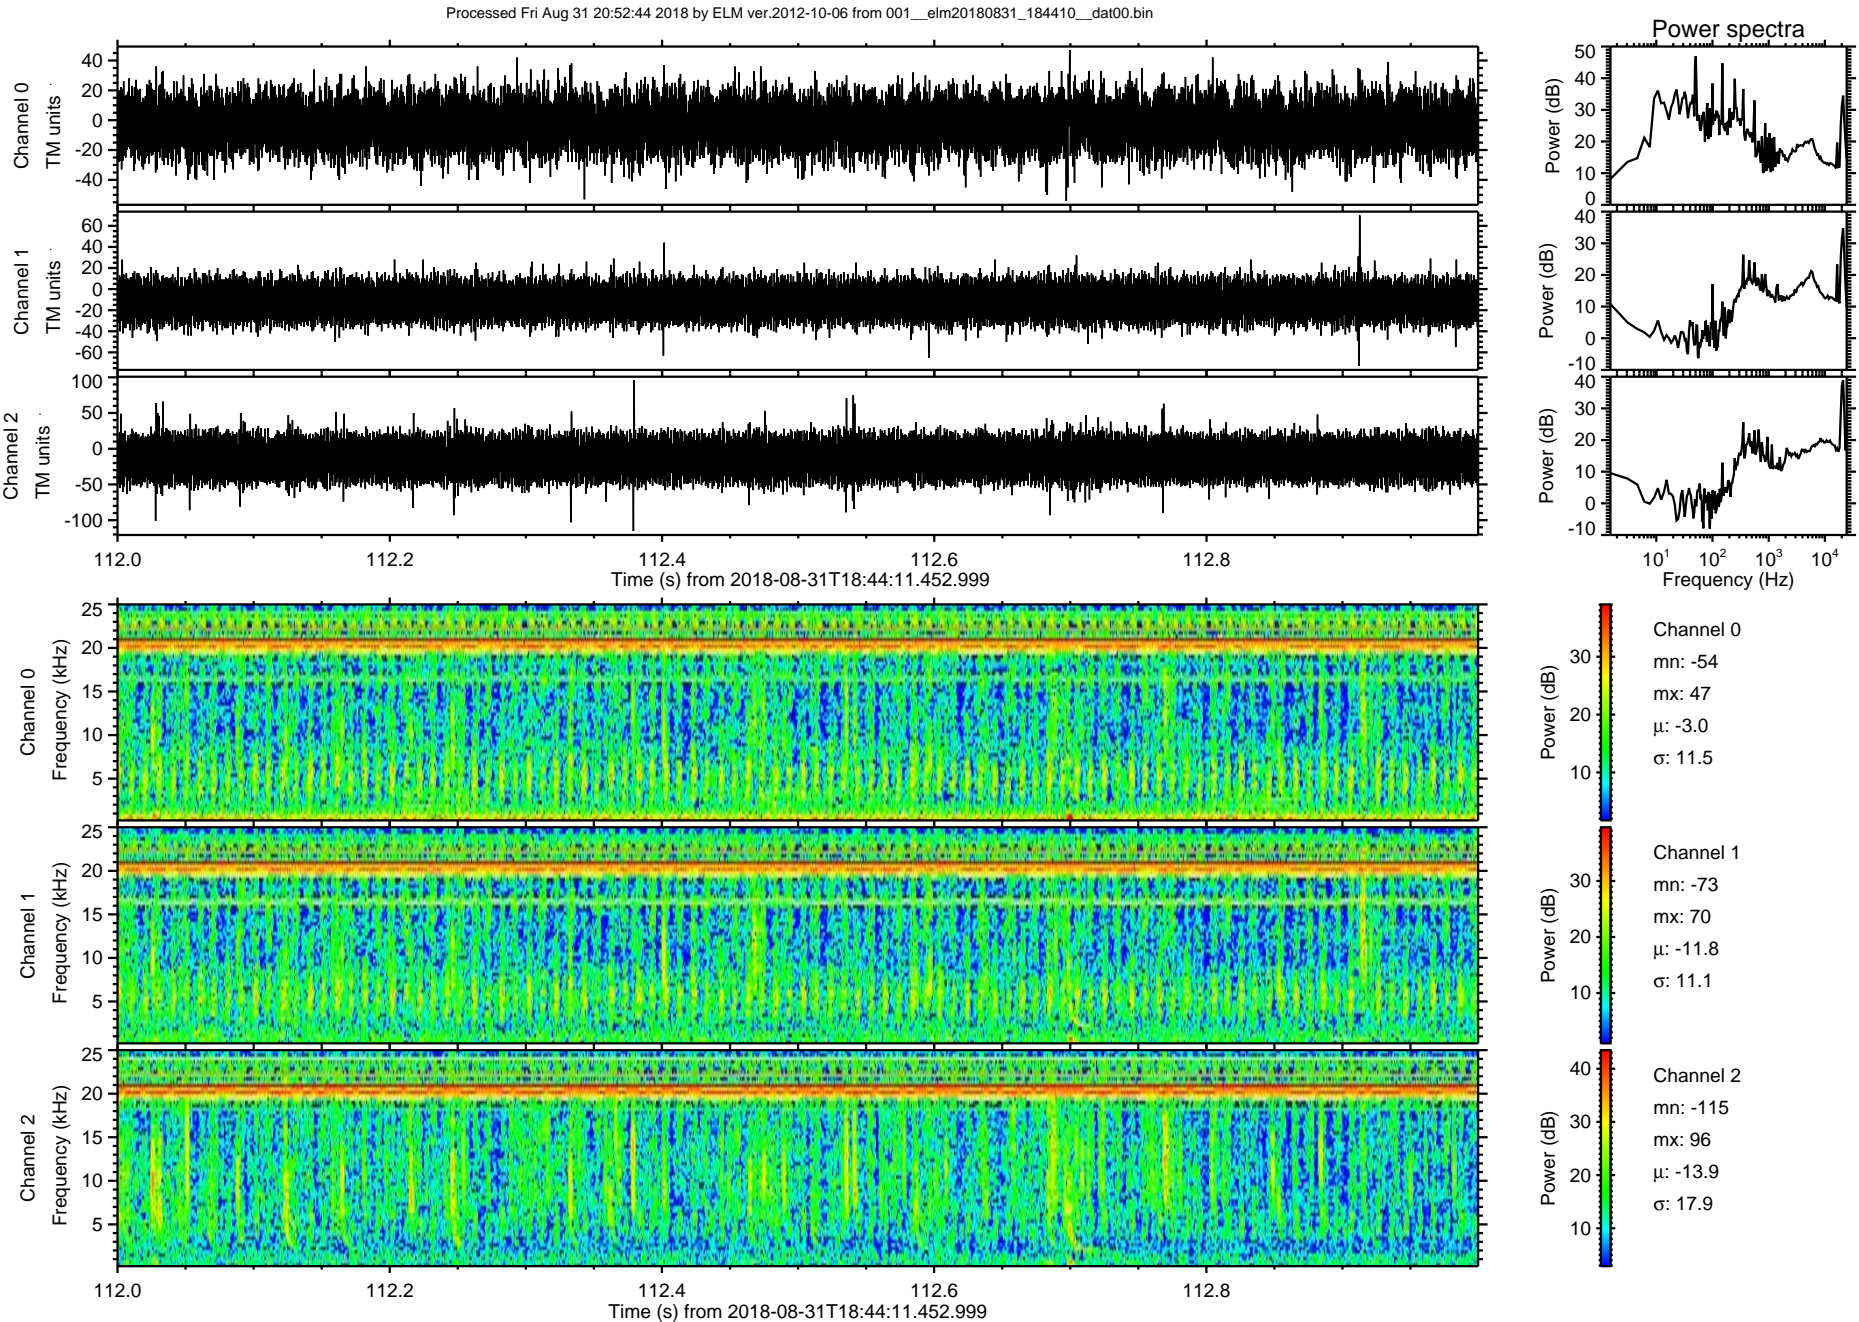 Processed Fri Aug 31 20:52:44 2018 by ELM ver.2012-10-06 from 001__elm20180831_184410__dat00.bin
Power spectra
Channel 0
TM units
40
20
0
-20
-40
Power (dB)
50
40
30
20
10
0
Channel 1
TM units
60
40
20
0
-20
-40
-60
Power (dB)
40
30
20
10
0
-10
Channel 2
TM units
100
50
0
-50
-100
Power (dB)
40
30
20
10
0
-10
112.0 112.2 112.4 112.6 112.8
Time (s) from 2018-08-31T18:44:11.452.999
10¹ 10² 10³ 10⁴
Frequency (Hz)
Channel 0
Frequency (kHz)
25
20
15
10
5
Power (dB)
30
20
10
Channel 0
mn: -54
mx: 47
µ: -3.0
σ: 11.5
Channel 1
Frequency (kHz)
25
20
15
10
5
Power (dB)
30
20
10
Channel 1
mn: -73
mx: 70
µ: -11.8
σ: 11.1
Channel 2
Frequency (kHz)
25
20
15
10
5
Power (dB)
40
30
20
10
Channel 2
mn: -115
mx: 96
µ: -13.9
σ: 17.9
112.0 112.2 112.4 112.6 112.8
Time (s) from 2018-08-31T18:44:11.452.999